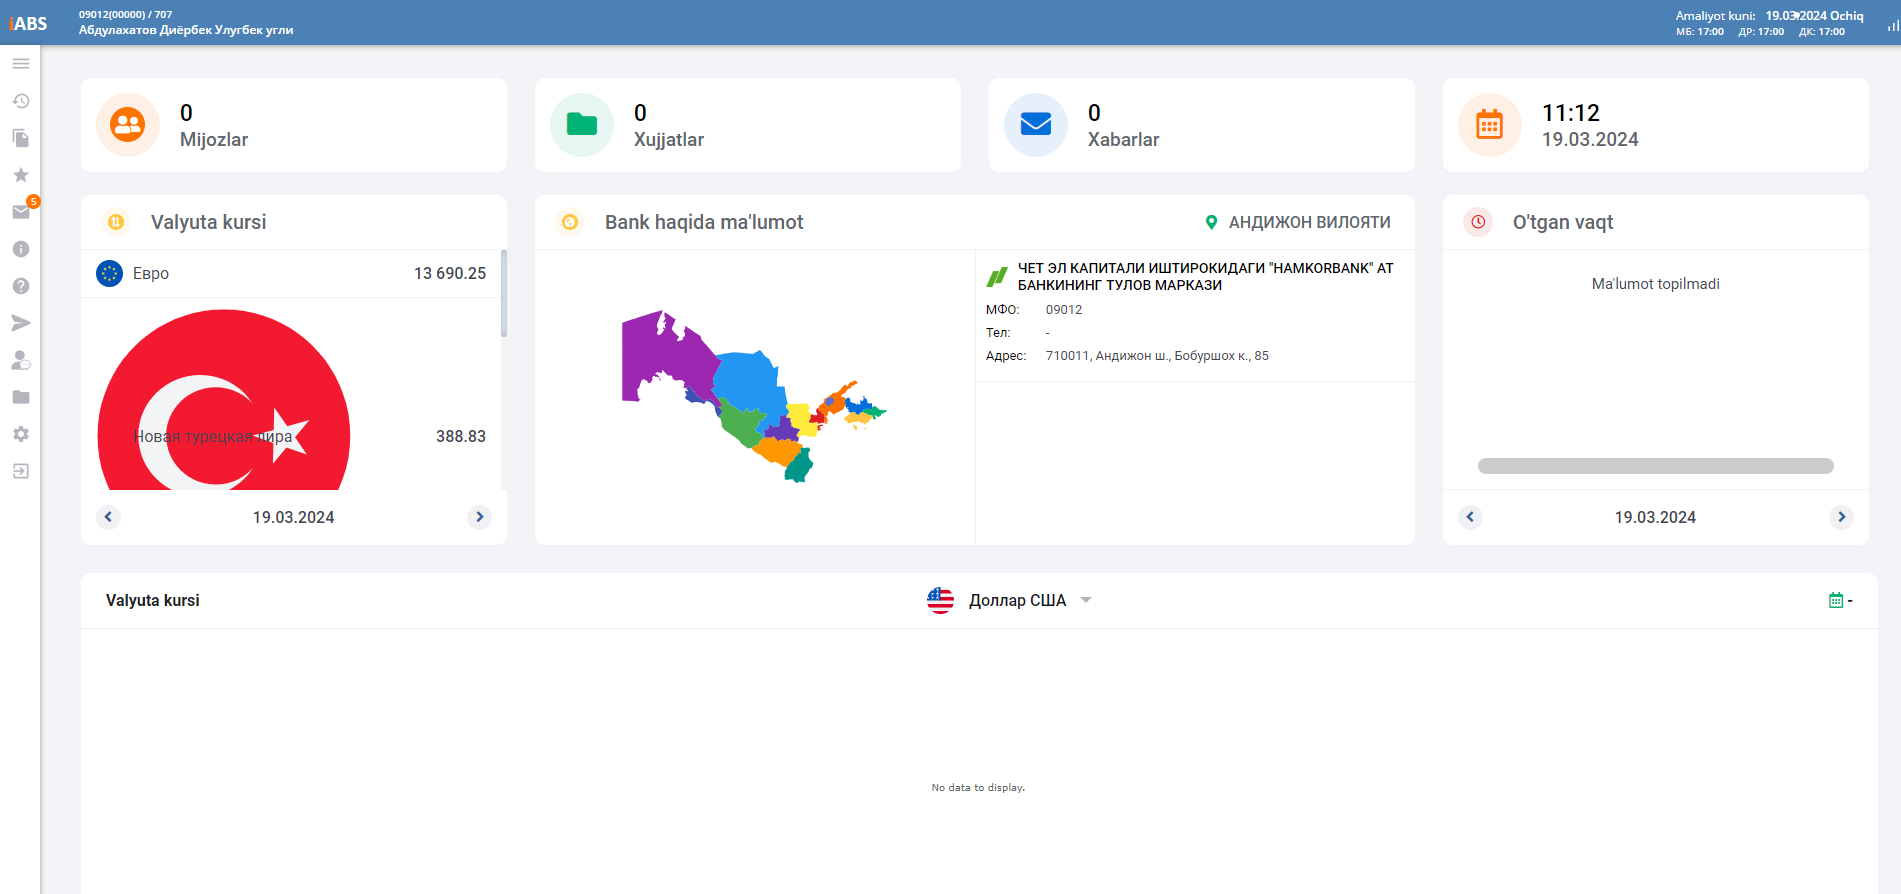 iABS
09012(00000) / 707
Абдулахатов Диёрбек Улугбек угли
Amaliyot kuni: 19.03.2024 Ochiq
МБ: 17:00 ДР: 17:00 ДК: 17:00
0
Mijozlar
0
Xujjatlar
0
Xabarlar
11:12
19.03.2024
5
Valyuta kursi
Евро 13 690.25
Новая турецкая лира 388.83
19.03.2024
Bank haqida ma'lumot
АНДИЖОН ВИЛОЯТИ
ЧЕТ ЭЛ КАПИТАЛИ ИШТИРОКИДАГИ "HAMKORBANK" АТ
БАНКИНИНГ ТУЛОВ МАРКАЗИ
МФО: 09012
Тел: -
Адрес: 710011, Андижон ш., Бобуршох к., 85
O'tgan vaqt
Ma'lumot topilmadi
19.03.2024
Valyuta kursi
Доллар США
-
No data to display.